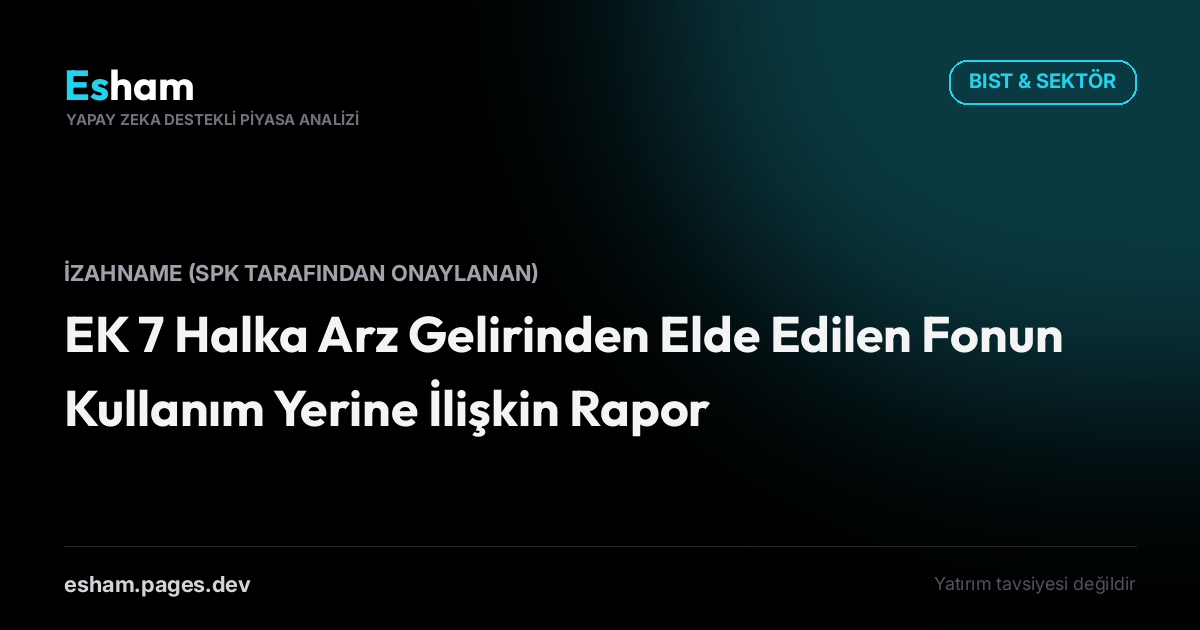 Esham
YAPAY ZEKA DESTEKLİ PİYASA ANALİZİ
BIST & SEKTÖR
İZAHNAME (SPK TARAFINDAN ONAYLANAN)
EK 7 Halka Arz Gelirinden Elde Edilen Fonun
Kullanım Yerine İlişkin Rapor
esham.pages.dev
Yatırım tavsiyesi değildir